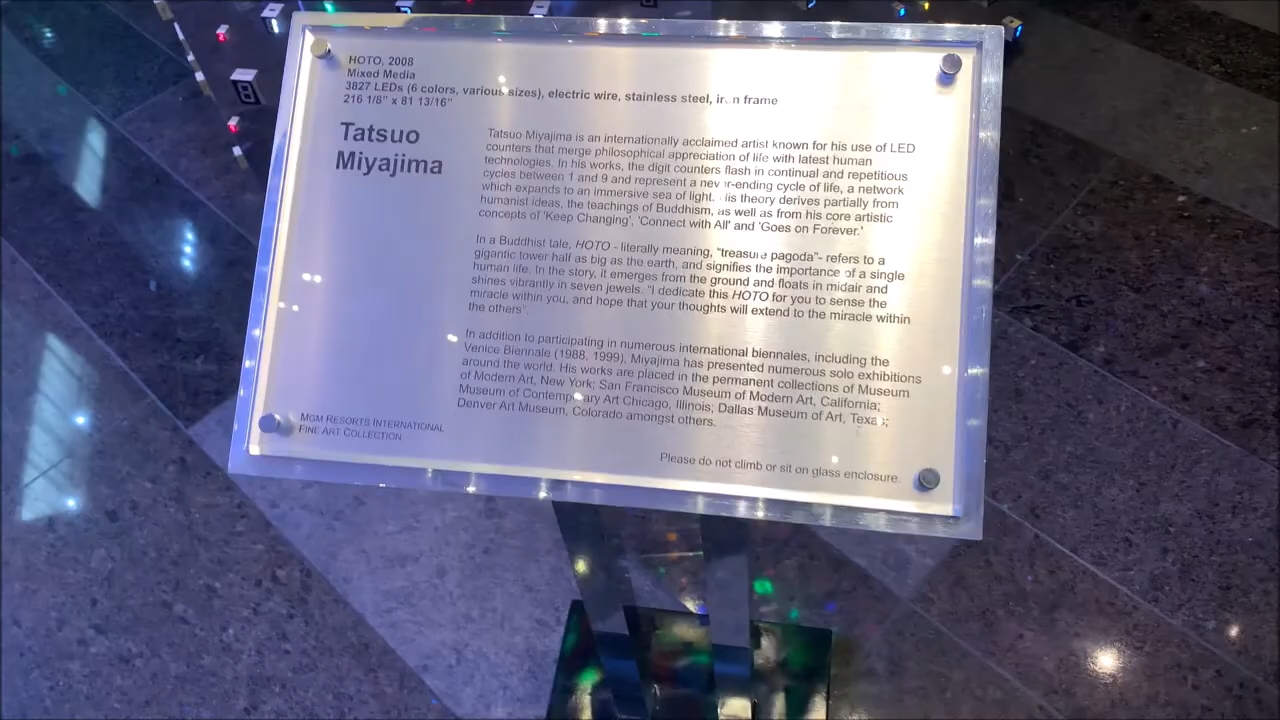 HOTO, 2008
Mixed Media
3827 LEDs (6 colors, various sizes), electric wire, stainless steel, iron frame
216 1/8" x 81 13/16"
Tatsuo
Miyajima
Tatsuo Miyajima is an internationally acclaimed artist known for his use of LED
counters that merge philosophical appreciation of life with latest human
technologies. In his works, the digit counters flash in continual and repetitious
cycles between 1 and 9 and represent a never-ending cycle of life, a network
which expands to an immersive sea of light. His theory derives partially from
humanist ideas, the teachings of Buddhism, as well as from his core artistic
concepts of 'Keep Changing', 'Connect with All' and 'Goes on Forever.'
In a Buddhist tale, HOTO - literally meaning, "treasure pagoda"- refers to a
gigantic tower half as big as the earth, and signifies the importance of a single
human life. In the story, it emerges from the ground and floats in midair and
shines vibrantly in seven jewels. "I dedicate this HOTO for you to sense the
miracle within you, and hope that your thoughts will extend to the miracle within
the others".
In addition to participating in numerous international biennales, including the
Venice Biennale (1988, 1999), Miyajima has presented numerous solo exhibitions
around the world. His works are placed in the permanent collections of Museum
of Modern Art, New York; San Francisco Museum of Modern Art, California;
Museum of Contemporary Art Chicago, Illinois; Dallas Museum of Art, Texas;
Denver Art Museum, Colorado amongst others.
MGM RESORTS INTERNATIONAL
FINE ART COLLECTION
Please do not climb or sit on glass enclosure.